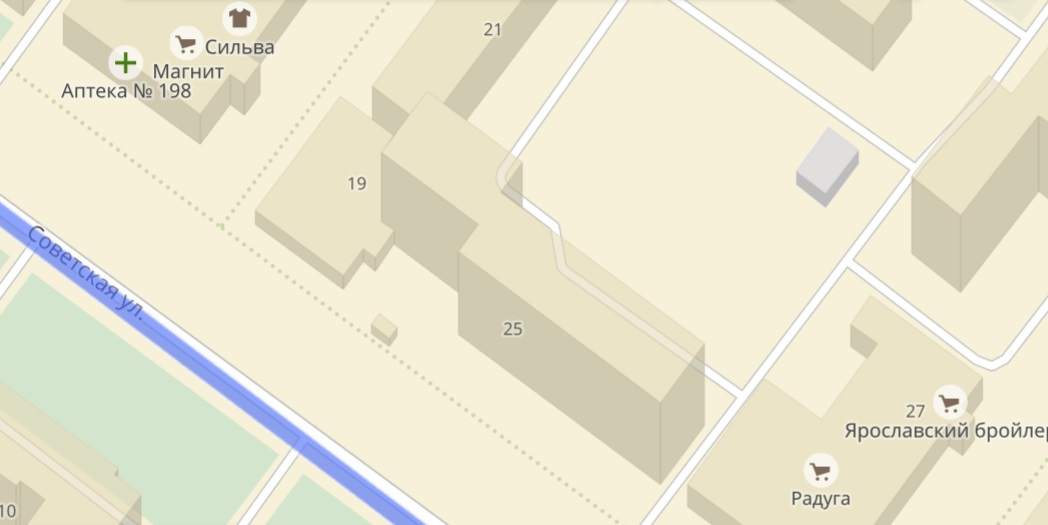 Сильва
Магнит
Аптека № 198
21
19
Советская ул.
25
27
Ярославский бройлер
Радуга
10